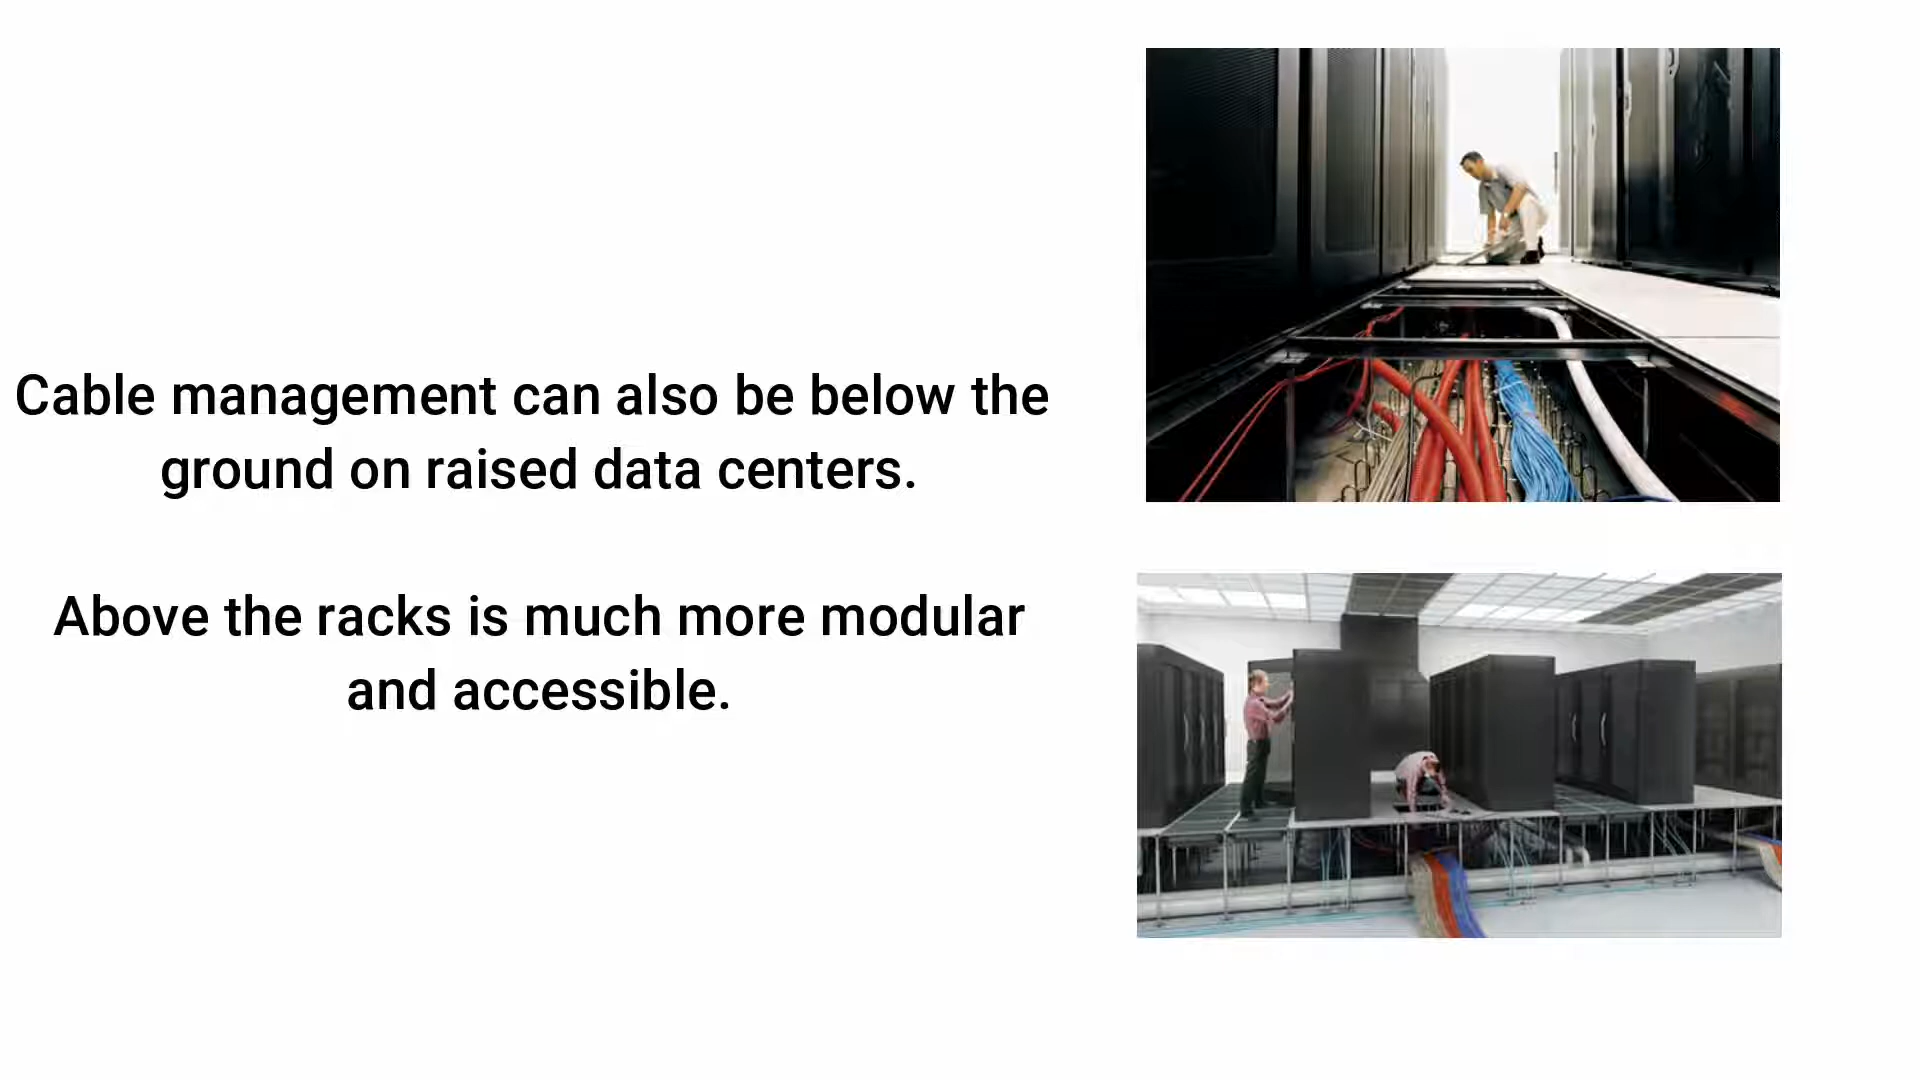 Cable management can also be below the
ground on raised data centers.
Above the racks is much more modular
and accessible.